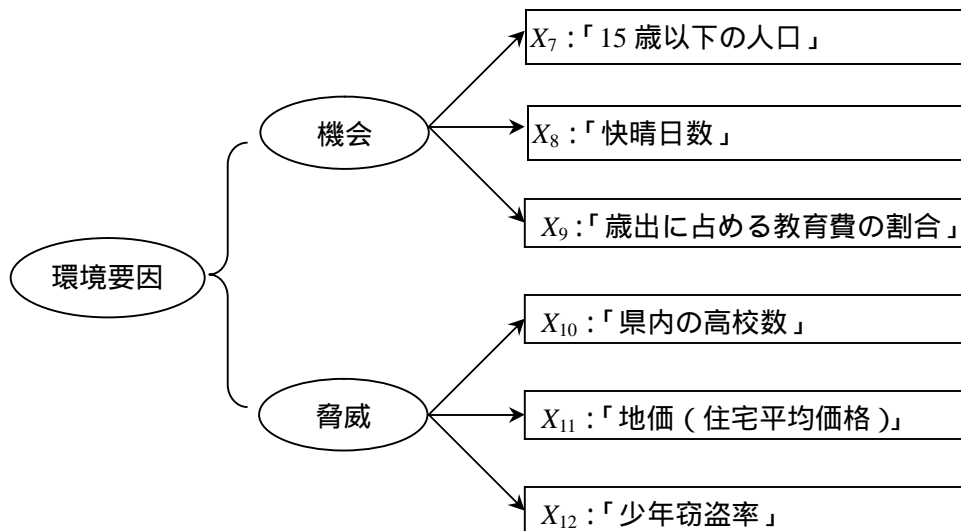 X7：「15 歳以下の人口」
機会
X8：「快晴日数」
X9：「歳出に占める教育費の割合」
環境要因
X10：「県内の高校数」
脅威
X11：「地価（住宅平均価格）」
X12：「少年窃盗率」